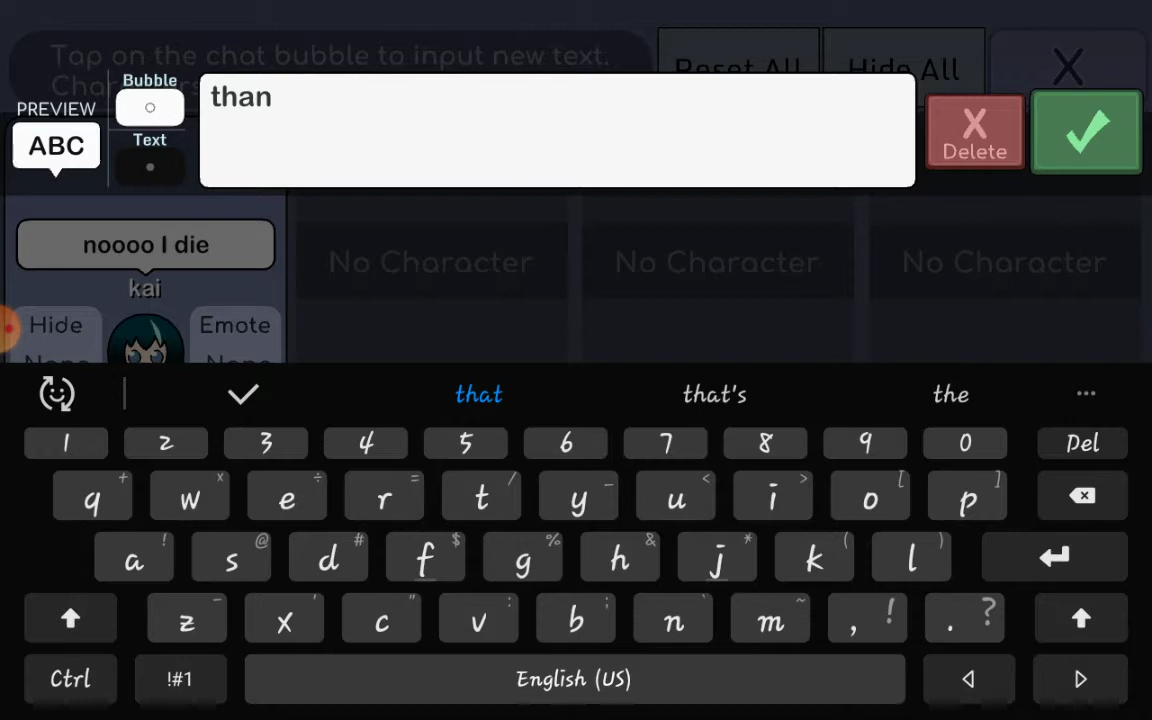 Tap on the chat bubble to input new text.
Reset All
Hide All
X
Bubble
than
PREVIEW
ABC
Text
X
Delete
noooo I die
kai
No Character
No Character
No Character
Hide
Emote
None
None
that
that's
the
...
1 2 3 4 5 6 7 8 9 0 Del
+ × ÷ = / _ < > [ ]
q w e r t y u i o p
! @ # $ % & * ( )
a s d f g h j k l
- ' " : ; ` ~ ! ?
z x c v b n m , .
Ctrl !#1 English (US)